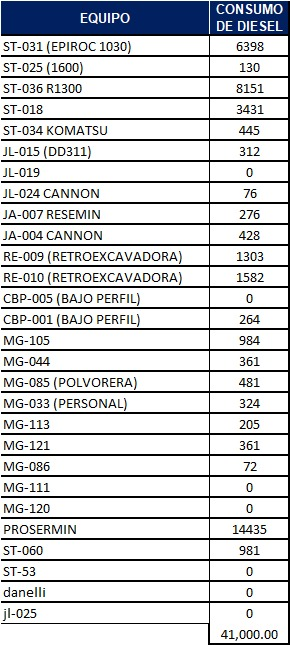 EQUIPO CONSUMO DE DIESEL
ST-031 (EPIROC 1030) 6398
ST-025 (1600) 130
ST-036 R1300 8151
ST-018 3431
ST-034 KOMATSU 445
JL-015 (DD311) 312
JL-019 0
JL-024 CANNON 76
JA-007 RESEMIN 276
JA-004 CANNON 428
RE-009 (RETROEXCAVADORA) 1303
RE-010 (RETROEXCAVADORA) 1582
CBP-005 (BAJO PERFIL) 0
CBP-001 (BAJO PERFIL) 264
MG-105 984
MG-044 361
MG-085 (POLVORERA) 481
MG-033 (PERSONAL) 324
MG-113 205
MG-121 361
MG-086 72
MG-111 0
MG-120 0
PROSERMIN 14435
ST-060 981
ST-53 0
danelli 0
jl-025 0
41,000.00